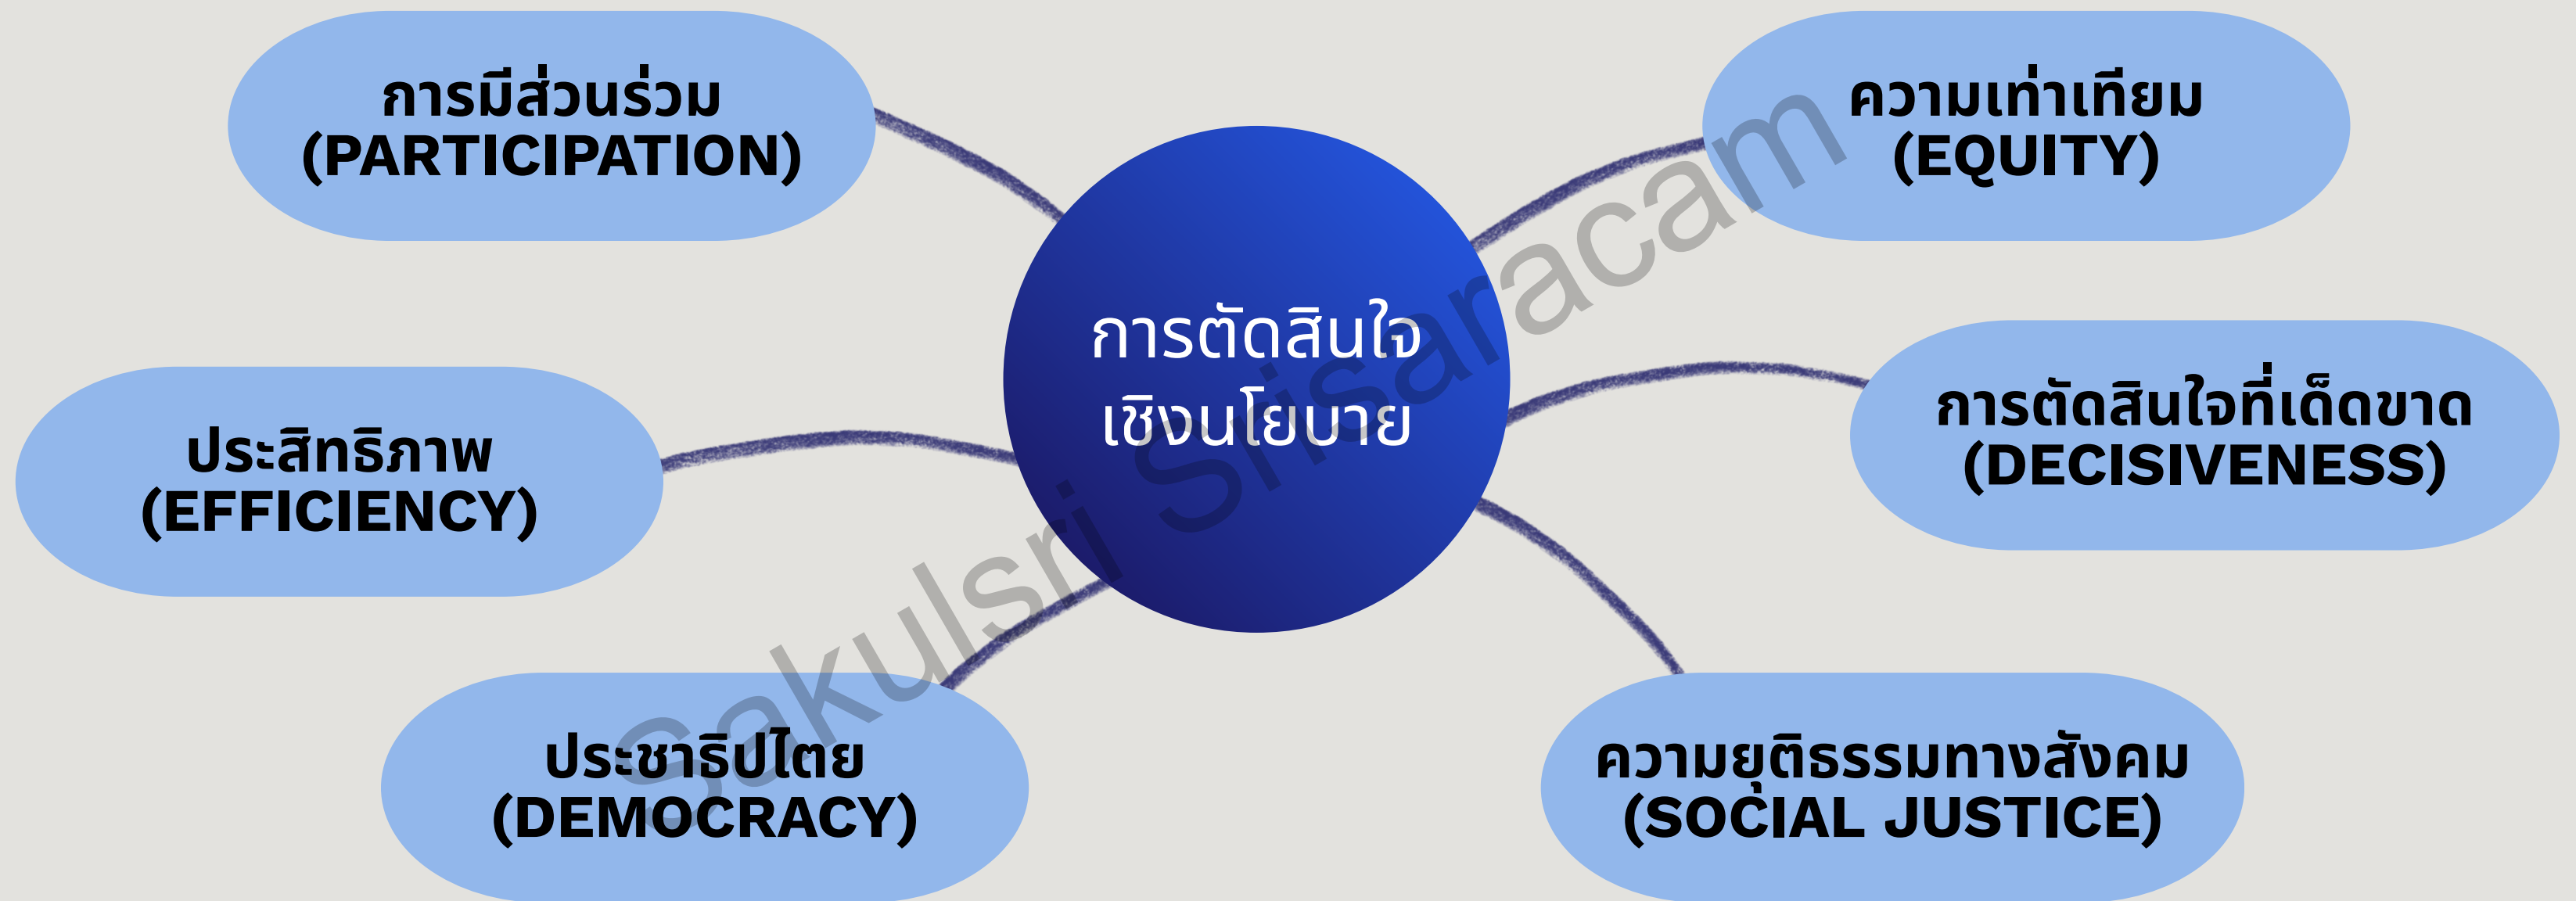 การมีส่วนร่วม
(PARTICIPATION)
ความเท่าเทียม
(EQUITY)
การตัดสินใจ
เชิงนโยบาย
ประสิทธิภาพ
(EFFICIENCY)
การตัดสินใจที่เด็ดขาด
(DECISIVENESS)
ประชาธิปไตย
(DEMOCRACY)
ความยุติธรรมทางสังคม
(SOCIAL JUSTICE)
Sakulsri Srisaracam